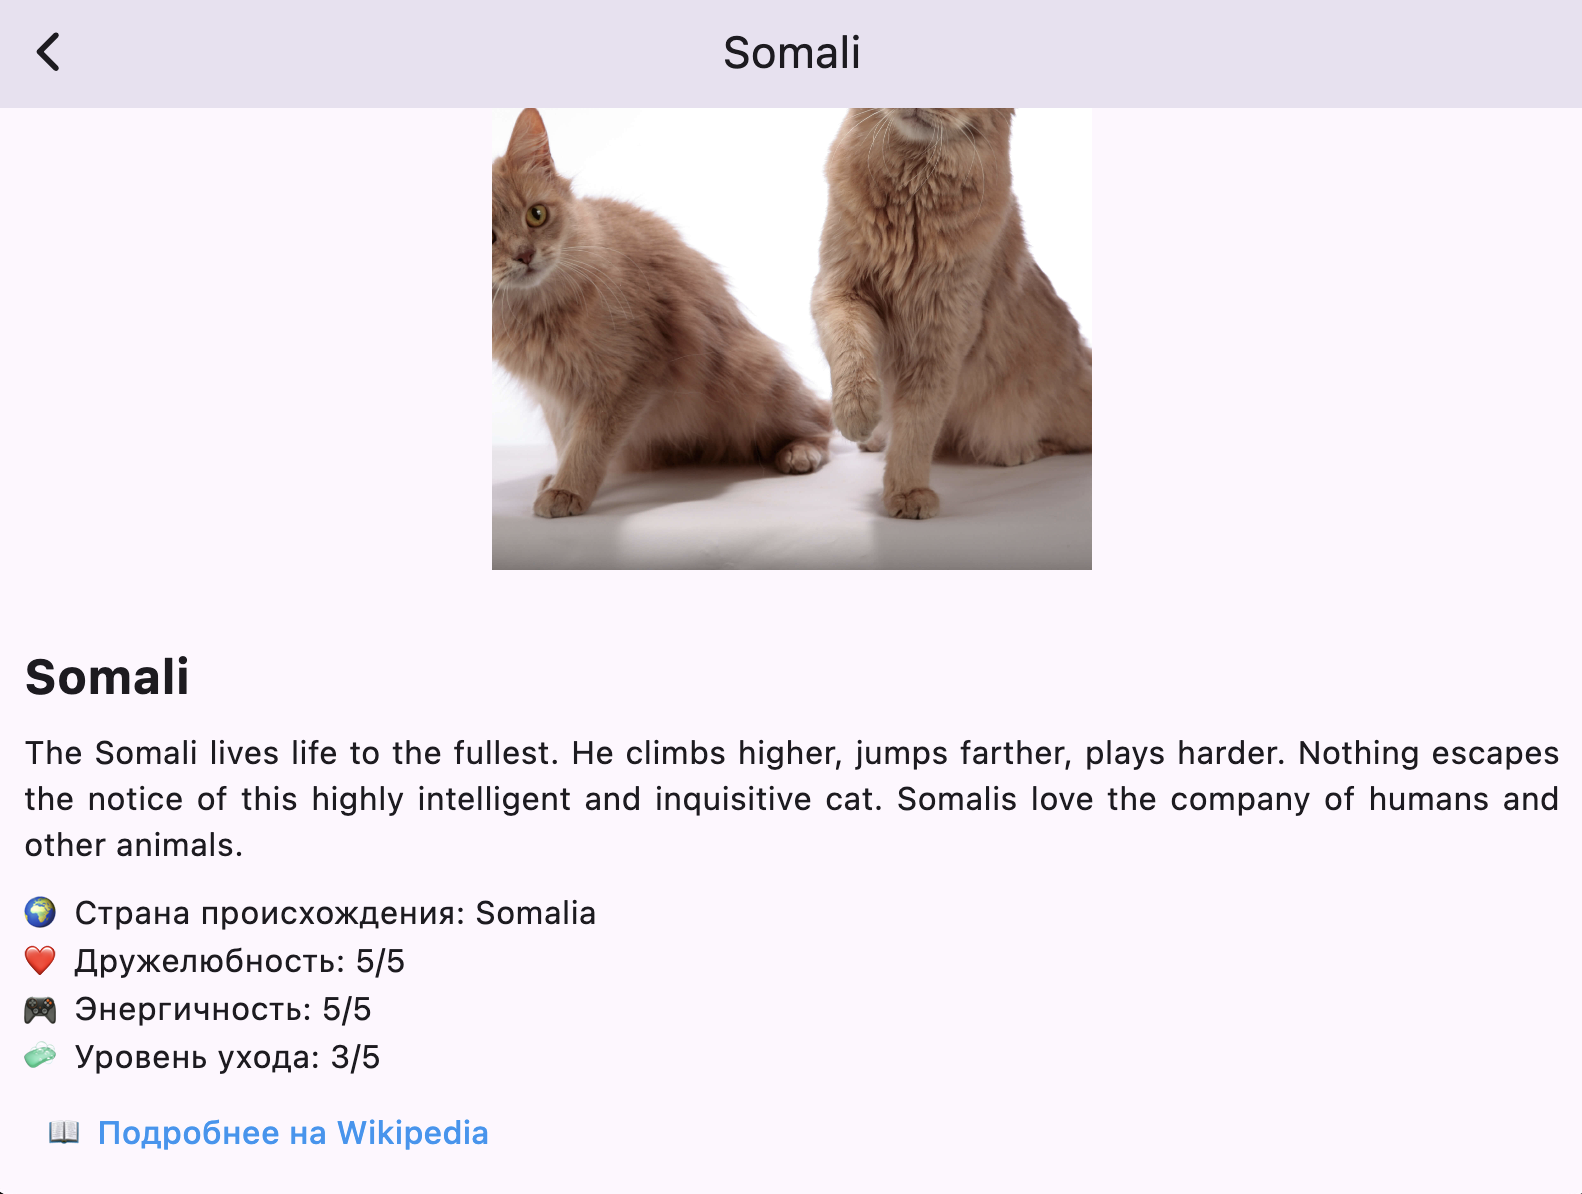 Somali
Somali
The Somali lives life to the fullest. He climbs higher, jumps farther, plays harder. Nothing escapes
the notice of this highly intelligent and inquisitive cat. Somalis love the company of humans and
other animals.
Страна происхождения: Somalia
Дружелюбность: 5/5
Энергичность: 5/5
Уровень ухода: 3/5
Подробнее на Wikipedia